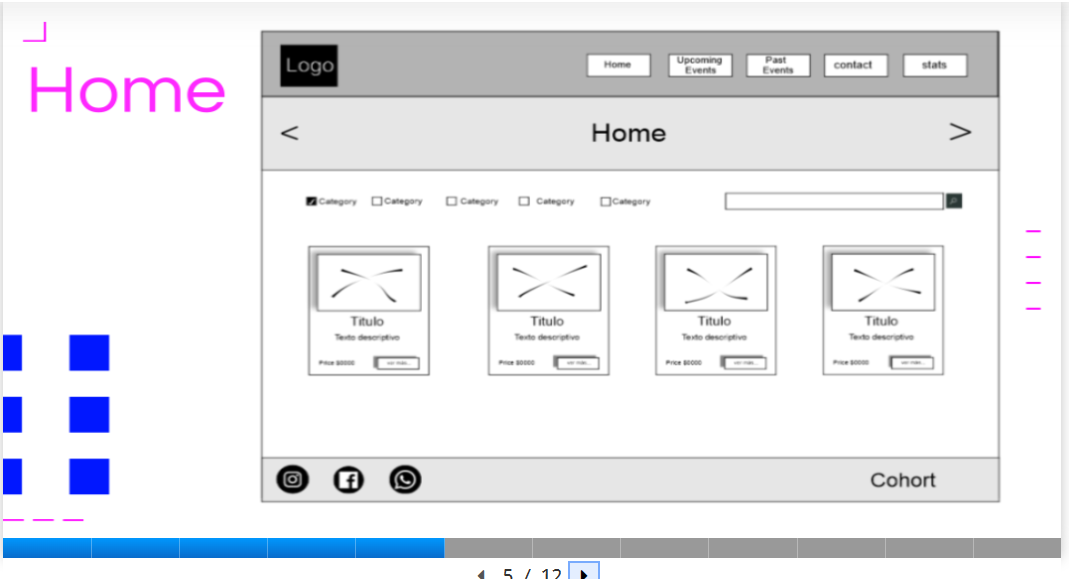 Home
Logo
Home
Upcoming
Events
Past
Events
contact
stats
<
Home
>
Category
Category
Category
Category
Category
Titulo
Texto descriptivo
Price $0000
ver más...
Titulo
Texto descriptivo
Price $0000
ver más...
Titulo
Texto descriptivo
Price $0000
ver más...
Titulo
Texto descriptivo
Price $0000
ver más...
Cohort
5 / 12